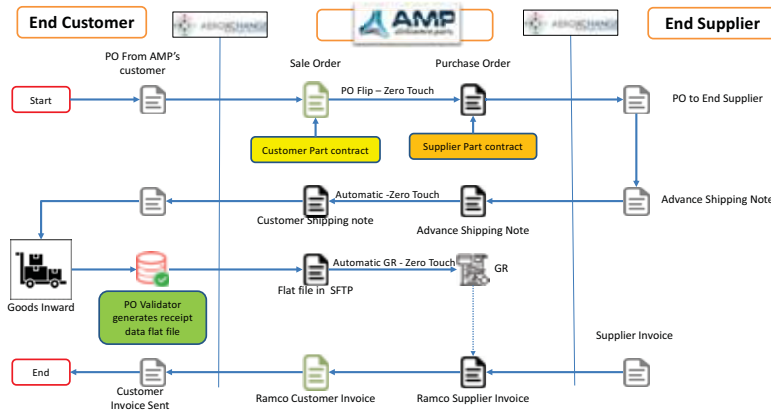 End Customer
AEROXCHANGE
AMP
AEROXCHANGE
End Supplier
PO From AMP's
customer
Sale Order
Purchase Order
Start
PO Flip – Zero Touch
PO to End Supplier
Customer Part contract
Supplier Part contract
Automatic -Zero Touch
Advance Shipping Note
Customer Shipping note
Advance Shipping Note
Automatic GR - Zero Touch
GR
Goods Inward
Flat file in SFTP
PO Validator
generates receipt
data flat file
Supplier Invoice
End
Customer
Invoice Sent
Ramco Customer Invoice
Ramco Supplier Invoice